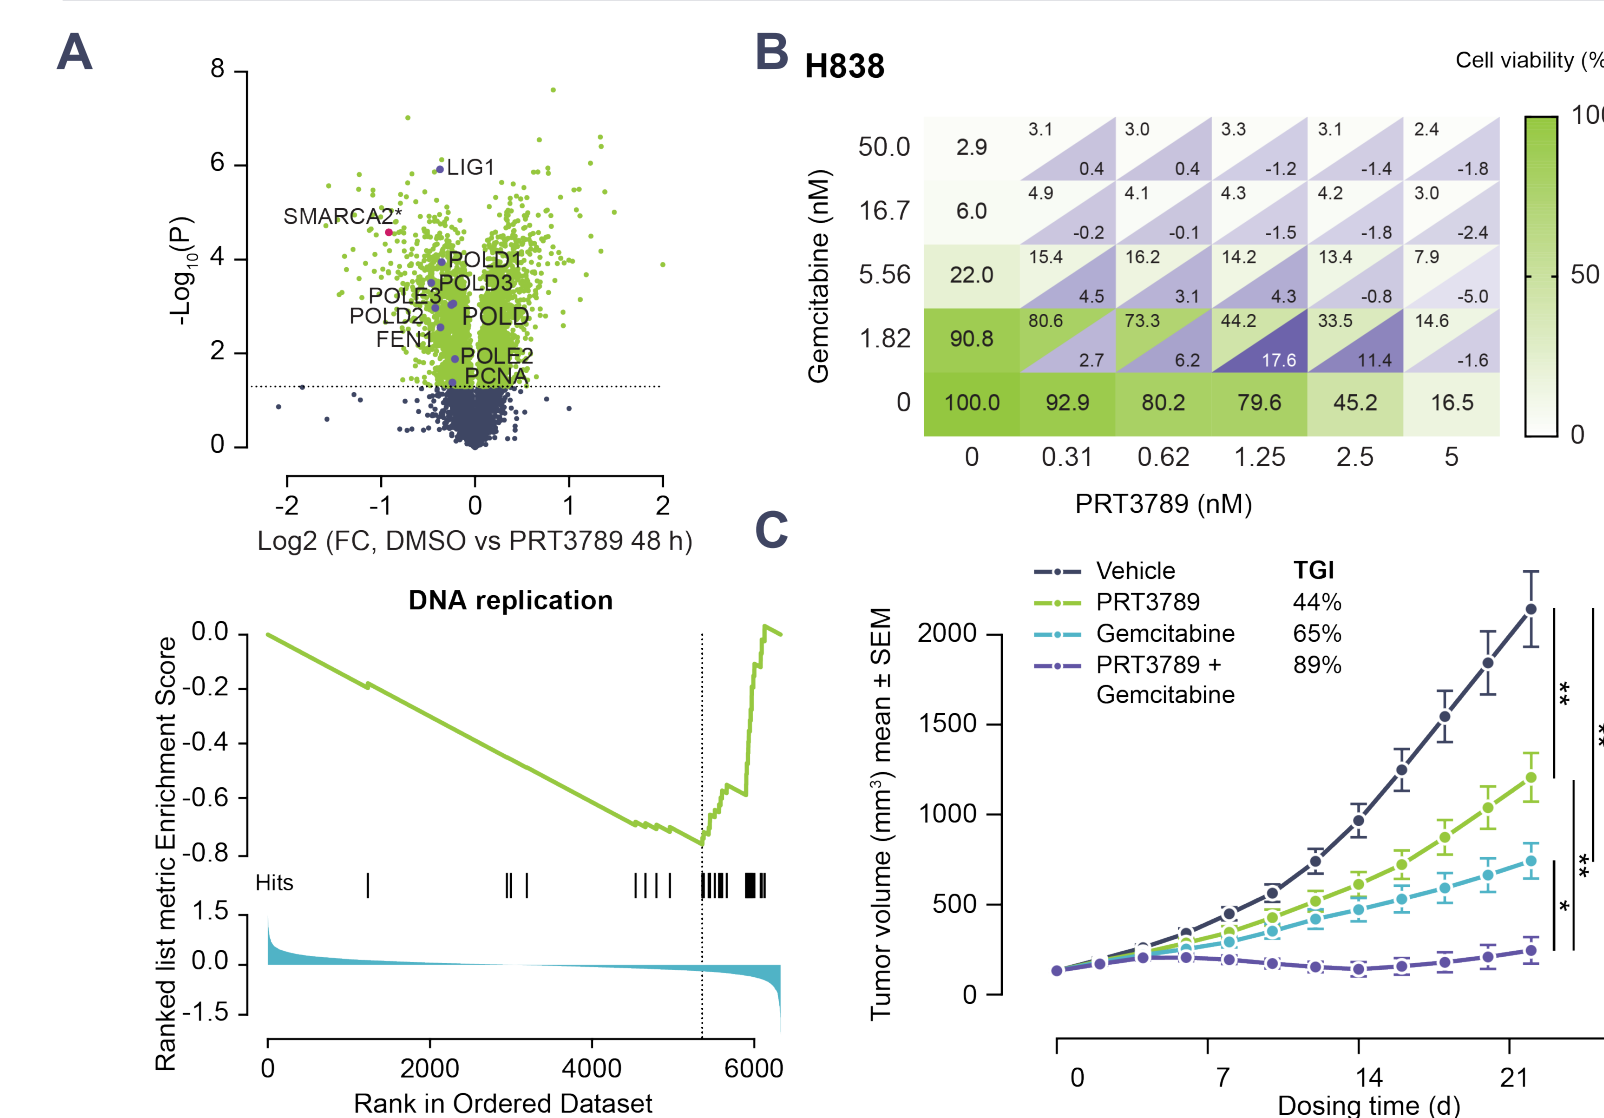 A
8
6
4
2
0
-Log10(P)
LIG1
SMARCA2*
POLD1
POLD3
POLE3
POLD2
POLD
FEN1
POLE2
PCNA
-2 -1 0 1 2
Log2 (FC, DMSO vs PRT3789 48 h)
DNA replication
Ranked list metric Enrichment Score
0.0
-0.2
-0.4
-0.6
-0.8
Hits
1.5
0.0
-1.5
0 2000 4000 6000
Rank in Ordered Dataset
B H838
Cell viability (%
Gemcitabine (nM)
50.0 2.9 3.1 0.4 3.0 0.4 3.3 -1.2 3.1 -1.4 2.4 -1.8
16.7 6.0 4.9 -0.2 4.1 -0.1 4.3 -1.5 4.2 -1.8 3.0 -2.4
5.56 22.0 15.4 4.5 16.2 3.1 14.2 4.3 13.4 -0.8 7.9 -5.0
1.82 90.8 80.6 2.7 73.3 6.2 44.2 17.6 33.5 11.4 14.6 -1.6
0 100.0 92.9 80.2 79.6 45.2 16.5
0 0.31 0.62 1.25 2.5 5
PRT3789 (nM)
100
50
0
C
Vehicle
TGI
PRT3789 44%
Gemcitabine 65%
PRT3789 + 89%
Gemcitabine
Tumor volume (mm3) mean ± SEM
2000
1500
1000
500
0
**
**
**
*
0 7 14 21
Dosing time (d)